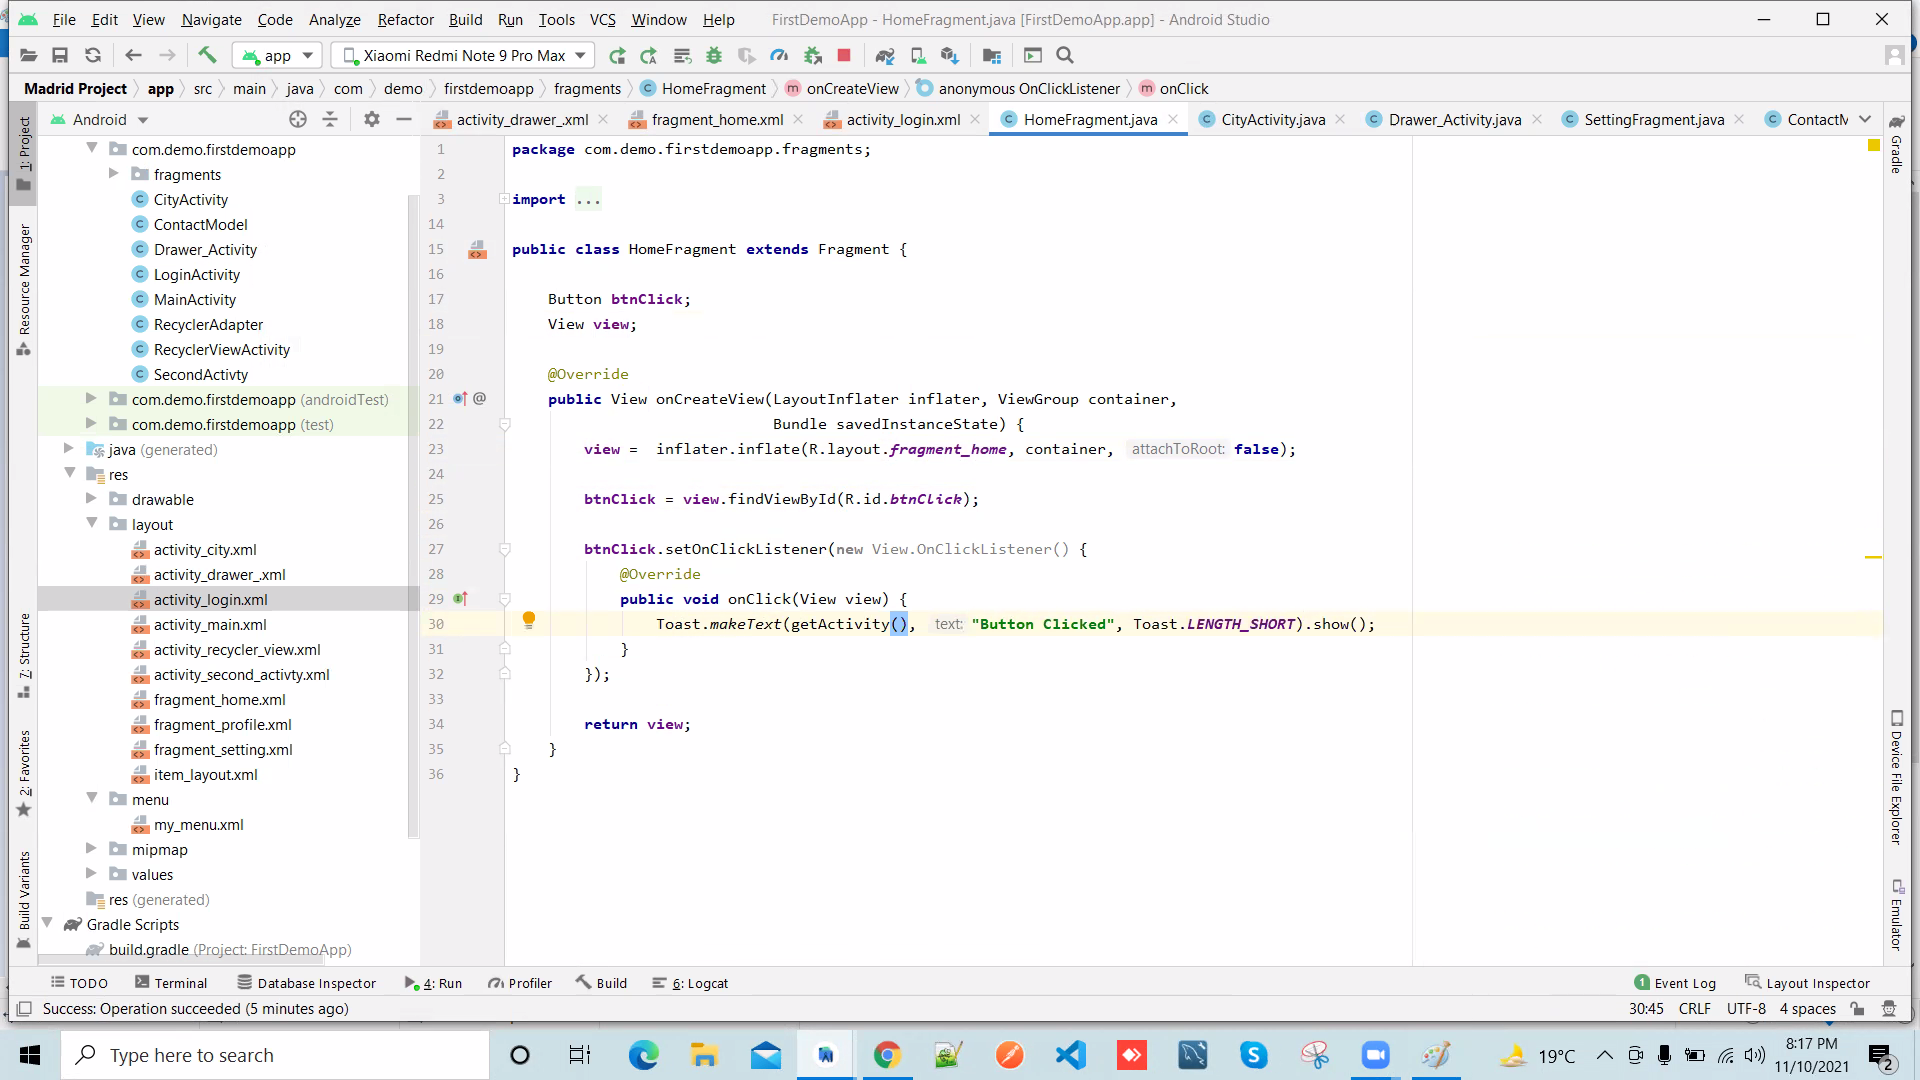 File Edit View Navigate Code Analyze Refactor Build Run Tools VCS Window Help FirstDemoApp - HomeFragment.java [FirstDemoApp.app] - Android Studio
app Xiaomi Redmi Note 9 Pro Max
Madrid Project app src main java com demo firstdemoapp fragments HomeFragment onCreateView anonymous OnClickListener onClick
Android
activity_drawer_.xml fragment_home.xml activity_login.xml HomeFragment.java CityActivity.java Drawer_Activity.java SettingFragment.java ContactM
1: Project
Resource Manager
7: Structure
2: Favorites
Build Variants
com.demo.firstdemoapp
fragments
CityActivity
ContactModel
Drawer_Activity
LoginActivity
MainActivity
RecyclerAdapter
RecyclerViewActivity
SecondActivty
com.demo.firstdemoapp (androidTest)
com.demo.firstdemoapp (test)
java (generated)
res
drawable
layout
activity_city.xml
activity_drawer_.xml
activity_login.xml
activity_main.xml
activity_recycler_view.xml
activity_second_activty.xml
fragment_home.xml
fragment_profile.xml
fragment_setting.xml
item_layout.xml
menu
my_menu.xml
mipmap
values
res (generated)
Gradle Scripts
build.gradle (Project: FirstDemoApp)
1 package com.demo.firstdemoapp.fragments;
2
3 import ...
14
15 public class HomeFragment extends Fragment {
16
17 Button btnClick;
18 View view;
19
20 @Override
21 @ public View onCreateView(LayoutInflater inflater, ViewGroup container,
22 Bundle savedInstanceState) {
23 view = inflater.inflate(R.layout.fragment_home, container, attachToRoot: false);
24
25 btnClick = view.findViewById(R.id.btnClick);
26
27 btnClick.setOnClickListener(new View.OnClickListener() {
28 @Override
29 public void onClick(View view) {
30 Toast.makeText(getActivity(), text: "Button Clicked", Toast.LENGTH_SHORT).show();
31 }
32 });
33
34 return view;
35 }
36 }
Gradle
Device File Explorer
Emulator
TODO Terminal Database Inspector 4: Run Profiler Build 6: Logcat 1 Event Log Layout Inspector
Success: Operation succeeded (5 minutes ago) 30:45 CRLF UTF-8 4 spaces
Type here to search 19°C 8:17 PM
11/10/2021 2